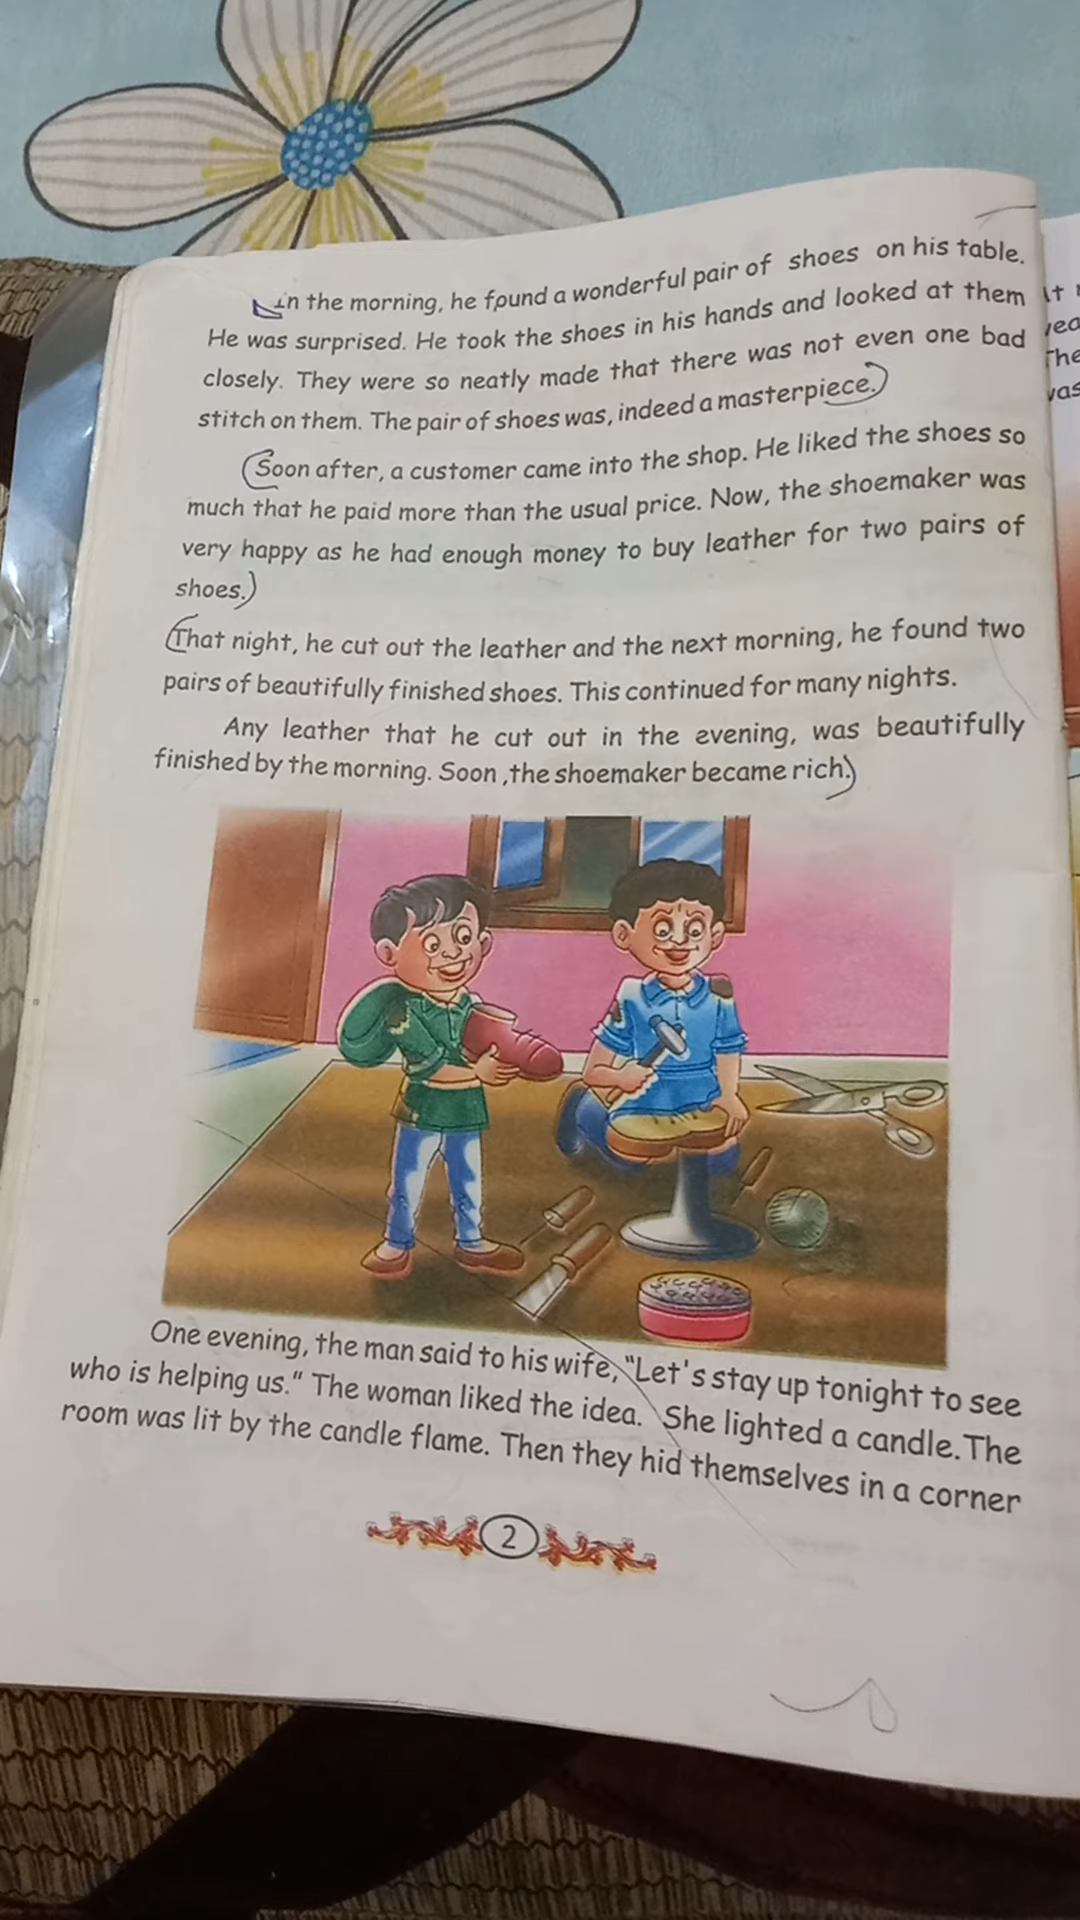 In the morning, he found a wonderful pair of shoes on his table.
He was surprised. He took the shoes in his hands and looked at them
closely. They were so neatly made that there was not even one bad
stitch on them. The pair of shoes was, indeed a masterpiece.
Soon after, a customer came into the shop. He liked the shoes so
much that he paid more than the usual price. Now, the shoemaker was
very happy as he had enough money to buy leather for two pairs of
shoes.
That night, he cut out the leather and the next morning, he found two
pairs of beautifully finished shoes. This continued for many nights.
Any leather that he cut out in the evening, was beautifully
finished by the morning. Soon ,the shoemaker became rich.
One evening, the man said to his wife, "Let's stay up tonight to see
who is helping us." The woman liked the idea. She lighted a candle.The
room was lit by the candle flame. Then they hid themselves in a corner
2